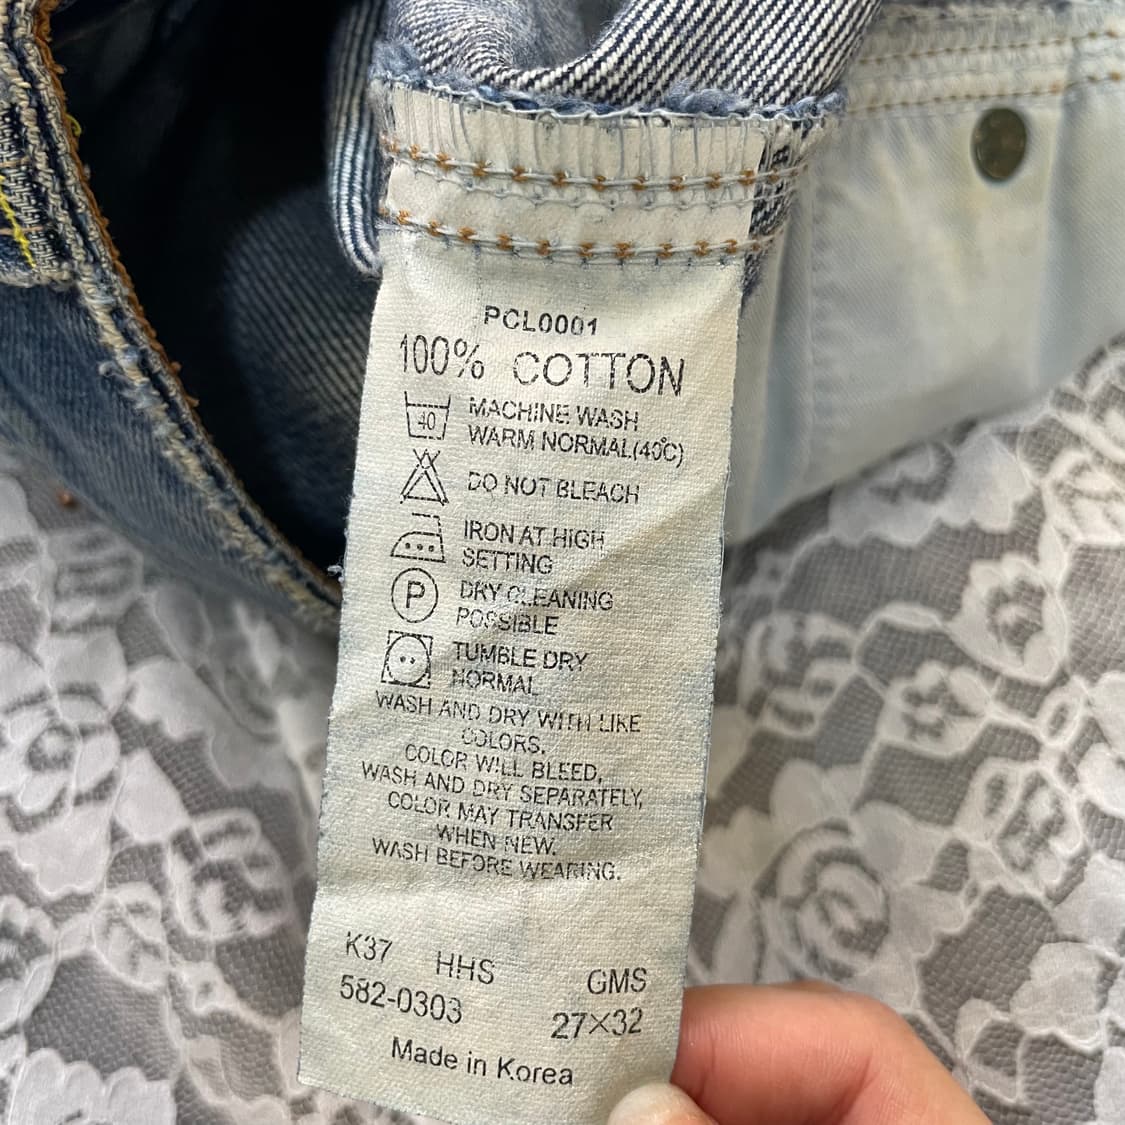 PCL0001
100% COTTON
40 MACHINE WASH
WARM NORMAL(40°C)
DO NOT BLEACH
IRON AT HIGH
SETTING
P DRY CLEANING
POSSIBLE
TUMBLE DRY
NORMAL
WASH AND DRY WITH LIKE
COLORS.
COLOR WILL BLEED,
WASH AND DRY SEPARATELY,
COLOR MAY TRANSFER
WHEN NEW.
WASH BEFORE WEARING.
K37 HHS GMS
582-0303 27×32
Made in Korea